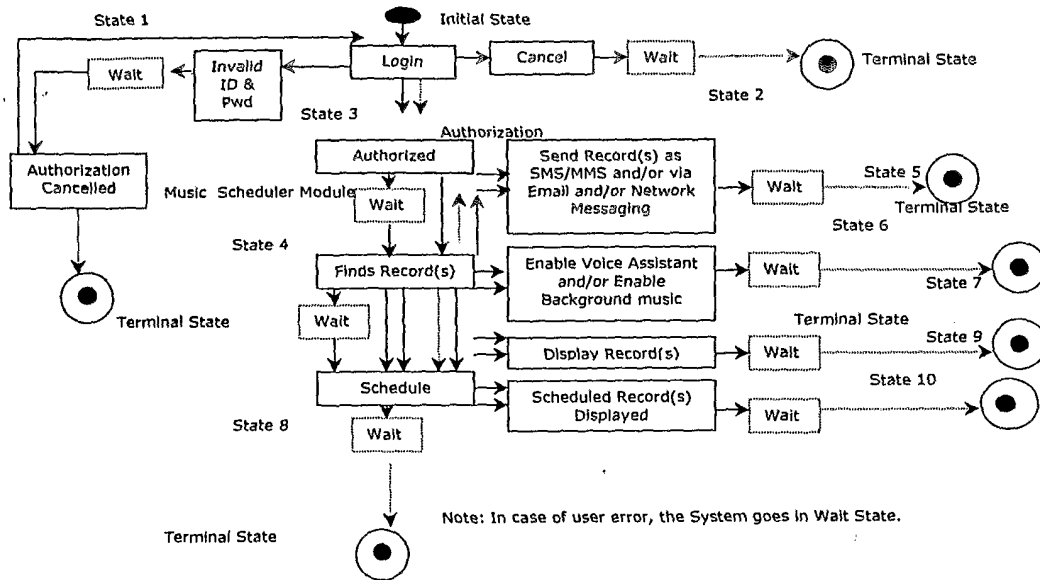 State 1
Initial State
Login
Cancel
Wait
Terminal State
Wait
Invalid
ID &
Pwd
State 2
State 3
Authorization
Authorized
Send Record(s) as
SMS/MMS and/or via
Email and/or Network
Messaging
Authorization
Cancelled
Music Scheduler Module
Wait
Wait
State 5
Terminal State
State 6
State 4
Finds Record(s)
Enable Voice Assistant
and/or Enable
Background music
Wait
State 7
Terminal State
Wait
Terminal State
State 9
Display Record(s)
Wait
Schedule
Scheduled Record(s)
Displayed
Wait
State 10
State 8
Wait
Note: In case of user error, the System goes in Wait State.
Terminal State